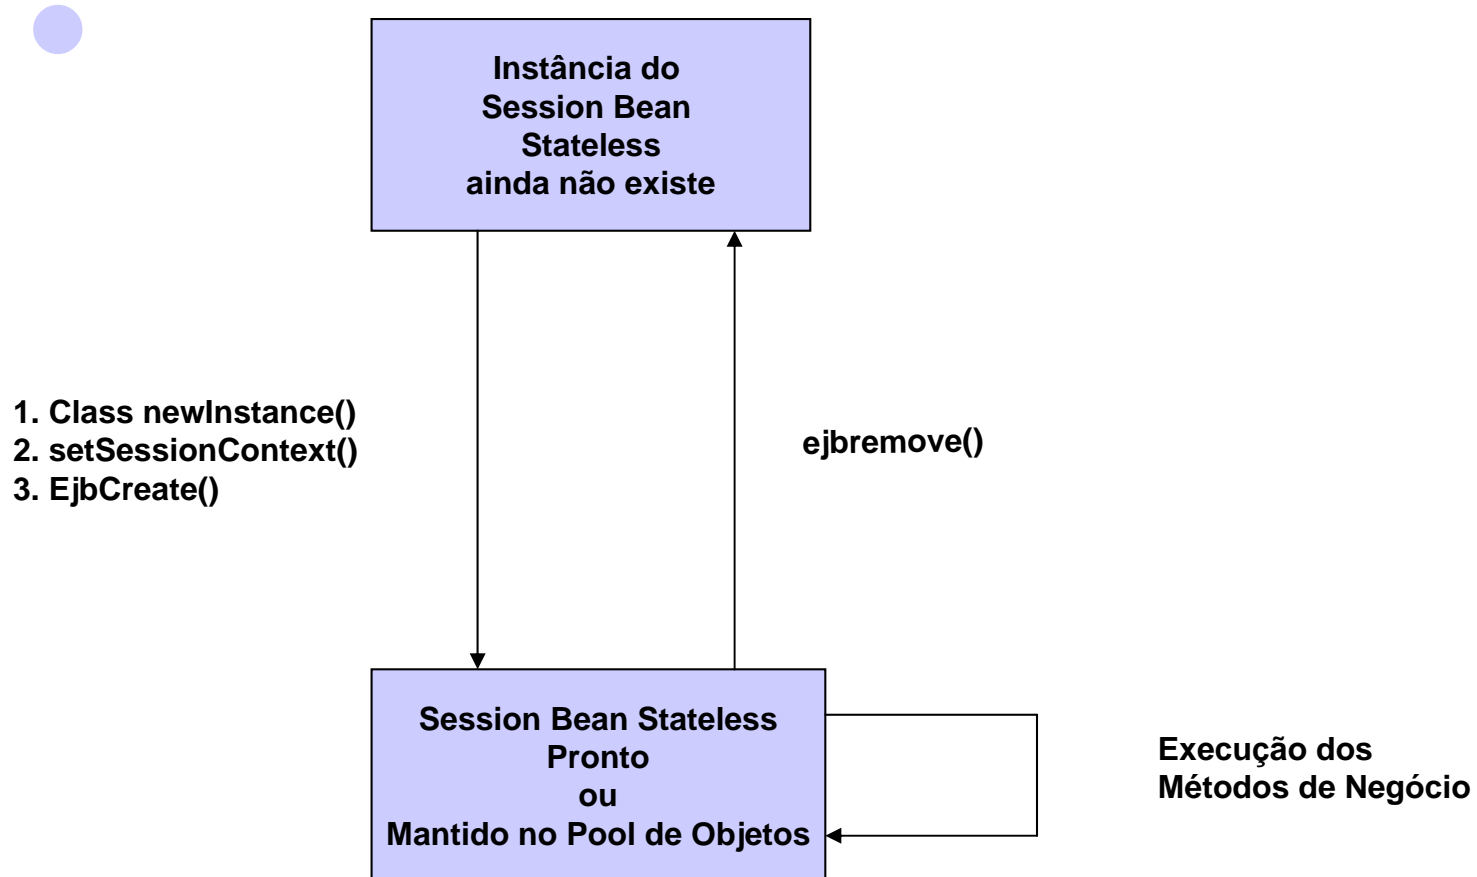 Instância do
Session Bean
Stateless
ainda não existe
1. Class newInstance()
2. setSessionContext()
3. EjbCreate()
ejbremove()
Session Bean Stateless
Pronto
ou
Mantido no Pool de Objetos
Execução dos
Métodos de Negócio